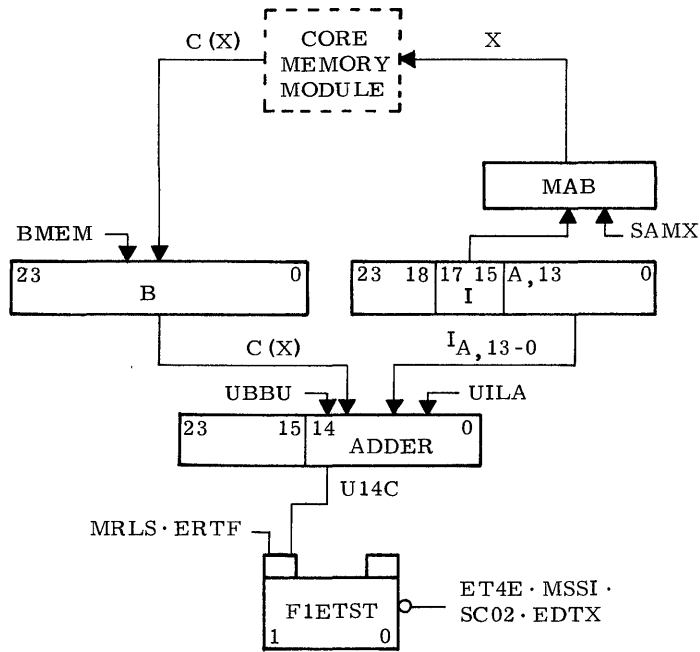 C (X)
CORE
MEMORY
MODULE
X
MAB
BMEM
SAMX
23 0
B
23 18 17 15 A, 13 0
I
C (X)
I A, 13-0
UBBU
UILA
23 15 14 0
ADDER
U14C
MRLS · ERTF
F1ETST
1 0
ET4E · MSSI ·
SC02 · EDTX